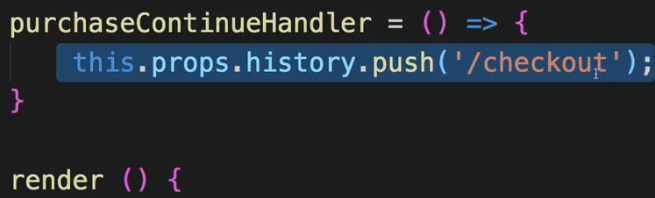 purchaseContinueHandler = () => {
this.props.history.push('/checkout');
}
render () {